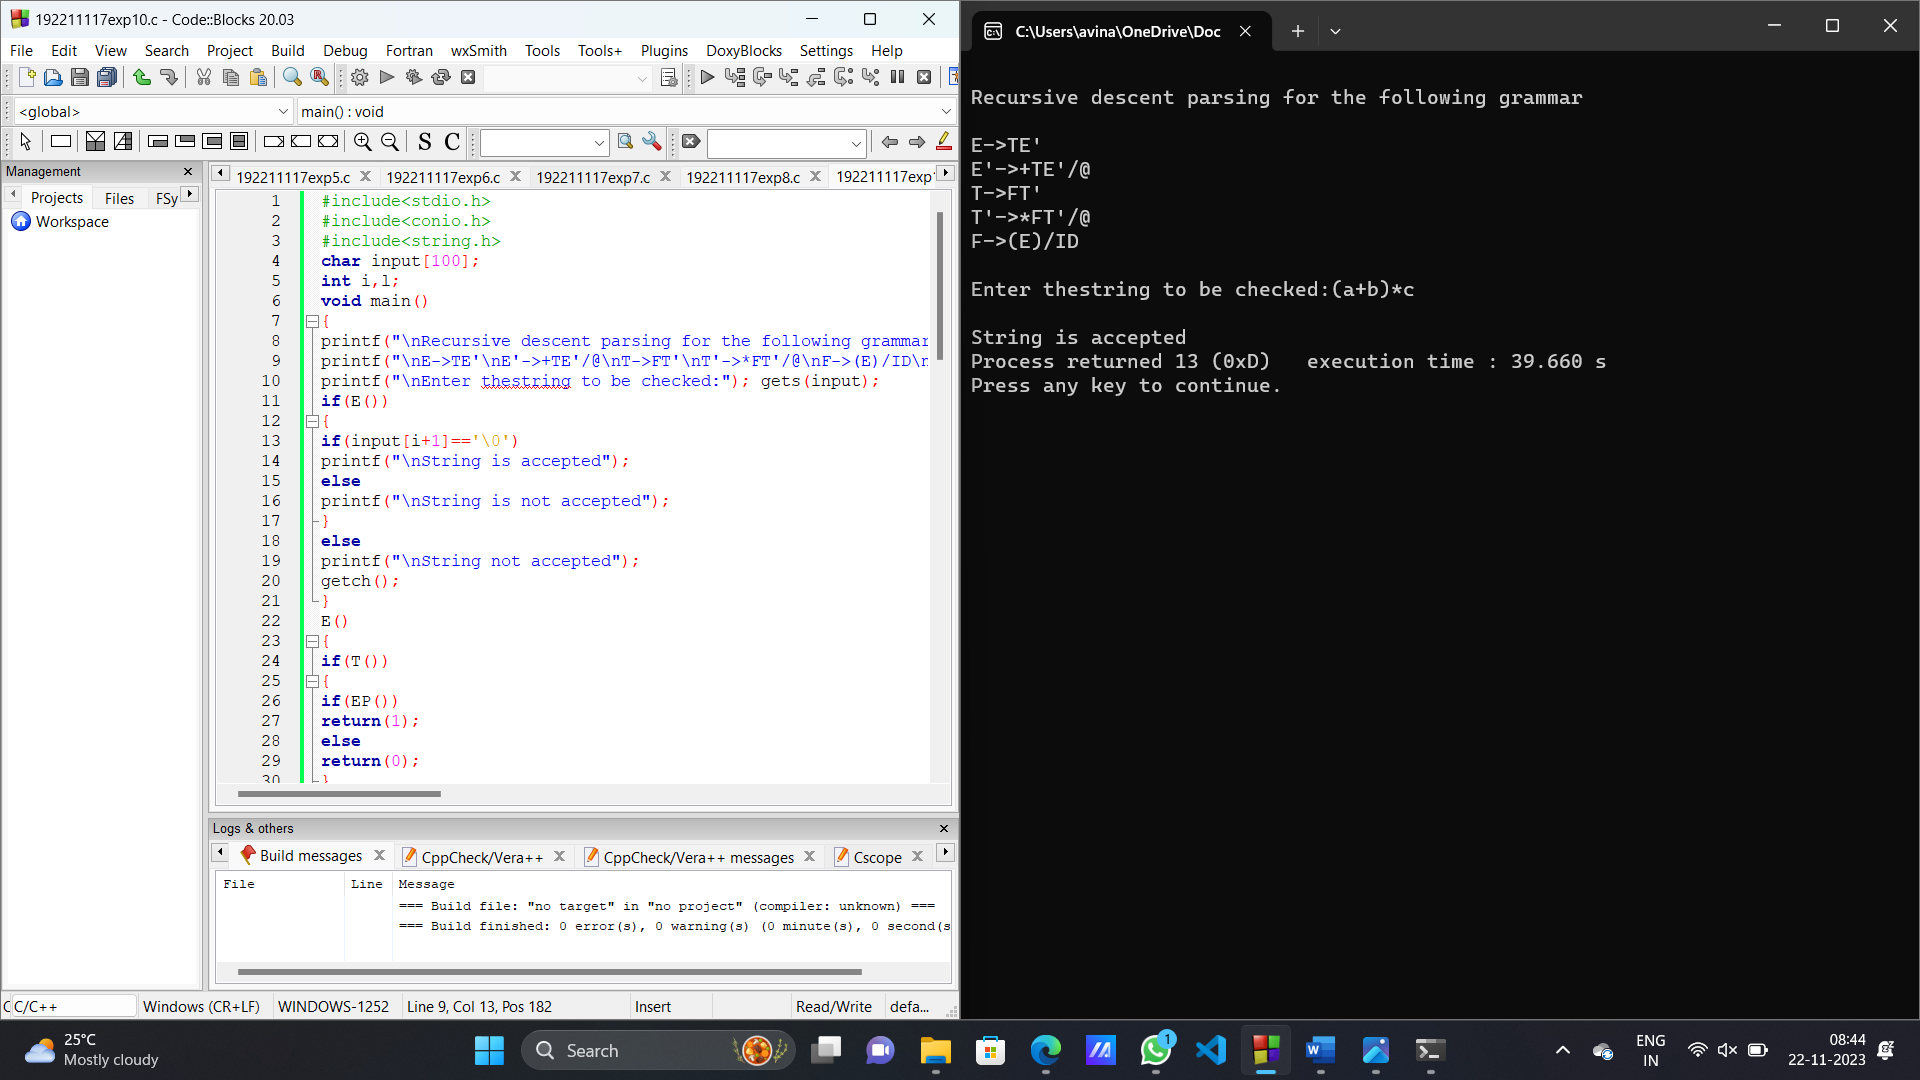 192211117exp10.c - Code::Blocks 20.03
File Edit View Search Project Build Debug Fortran wxSmith Tools Tools+ Plugins DoxyBlocks Settings Help
<global>
main() : void
S C
Management
Projects Files FSy
Workspace
192211117exp5.c 192211117exp6.c 192211117exp7.c 192211117exp8.c 192211117exp1
1 #include<stdio.h>
2 #include<conio.h>
3 #include<string.h>
4 char input[100];
5 int i,l;
6 void main()
7 {
8 printf("\nRecursive descent parsing for the following grammar
9 printf("\nE->TE'\nE'->+TE'/@\nT->FT'\nT'->*FT'/@\nF->(E)/ID\n
10 printf("\nEnter thestring to be checked:"); gets(input);
11 if(E())
12 {
13 if(input[i+1]=='\0')
14 printf("\nString is accepted");
15 else
16 printf("\nString is not accepted");
17 }
18 else
19 printf("\nString not accepted");
20 getch();
21 }
22 E()
23 {
24 if(T())
25 {
26 if(EP())
27 return(1);
28 else
29 return(0);
30 }
Logs & others
Build messages CppCheck/Vera++ CppCheck/Vera++ messages Cscope
File Line Message
=== Build file: "no target" in "no project" (compiler: unknown) ===
=== Build finished: 0 error(s), 0 warning(s) (0 minute(s), 0 second(s
C C/C++ Windows (CR+LF) WINDOWS-1252 Line 9, Col 13, Pos 182 Insert Read/Write defa...
C:\Users\avina\OneDrive\Doc
Recursive descent parsing for the following grammar
E->TE'
E'->+TE'/@
T->FT'
T'->*FT'/@
F->(E)/ID
Enter thestring to be checked:(a+b)*c
String is accepted
Process returned 13 (0xD) execution time : 39.660 s
Press any key to continue.
25°C
Mostly cloudy
Search
1
ENG
IN
08:44
22-11-2023